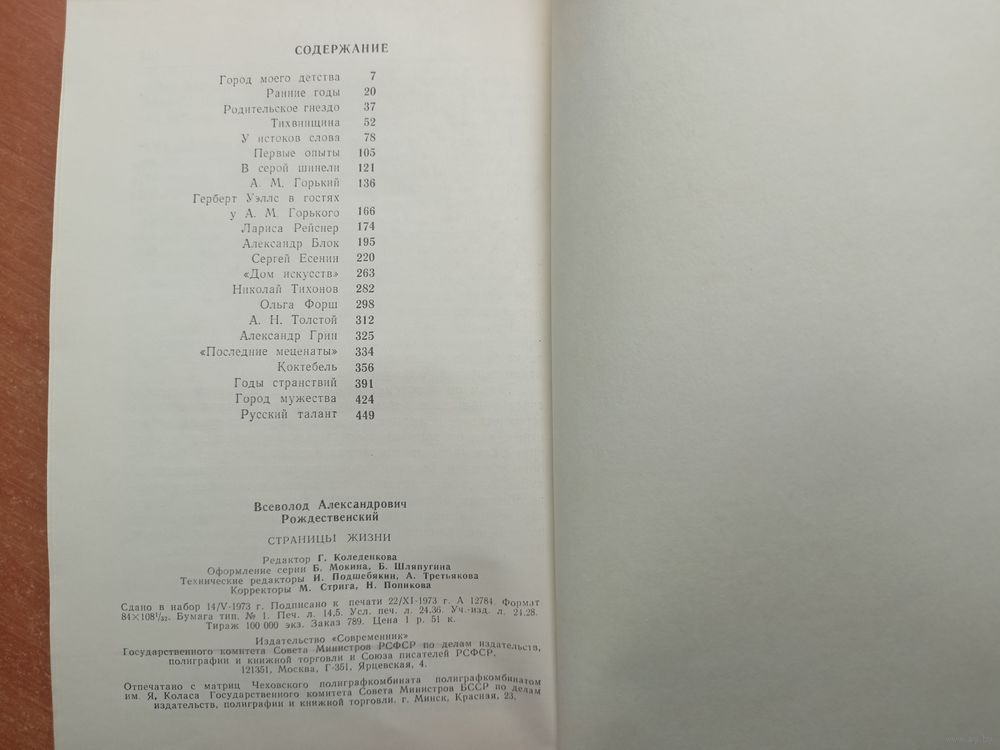 СОДЕРЖАНИЕ
Город моего детства 7
Ранние годы 20
Родительское гнездо 37
Тихвинщина 52
У истоков слова 78
Первые опыты 105
В серой шинели 121
А. М. Горький 136
Герберт Уэллс в гостях
у А. М. Горького 166
Лариса Рейснер 174
Александр Блок 195
Сергей Есенин 220
«Дом искусств» 263
Николай Тихонов 282
Ольга Форш 298
А. Н. Толстой 312
Александр Грин 325
«Последние меценаты» 334
Коктебель 356
Годы странствий 391
Город мужества 424
Русский талант 449
Всеволод Александрович
Рождественский
СТРАНИЦЫ ЖИЗНИ
Редактор Г. Коледенкова
Оформление серии Б. Мокина, Б. Шляпугина
Технические редакторы И. Подшебякин, А. Третьякова
Корректоры М. Стрига, Н. Попикова
Сдано в набор 14/V-1973 г. Подписано к печати 22/XI-1973 г. А 12784. Формат
84×108¹/₃₂. Бумага тип. № 1. Печ. л. 14,5. Усл. печ. л. 24,36. Уч.-изд. л. 21,28.
Тираж 100 000 экз. Заказ 789. Цена 1 р. 51 к.
Издательство «Современник»
Государственного комитета Совета Министров РСФСР по делам издательств,
полиграфии и книжной торговли и Союза писателей РСФСР.
121351, Москва, Г-351, Ярцевская, 4.
Отпечатано с матриц Чеховского полиграфкомбината полиграфкомбинатом
им. Я. Коласа Государственного комитета Совета Министров БССР по делам
издательств, полиграфии и книжной торговли. г. Минск, Красная, 23.